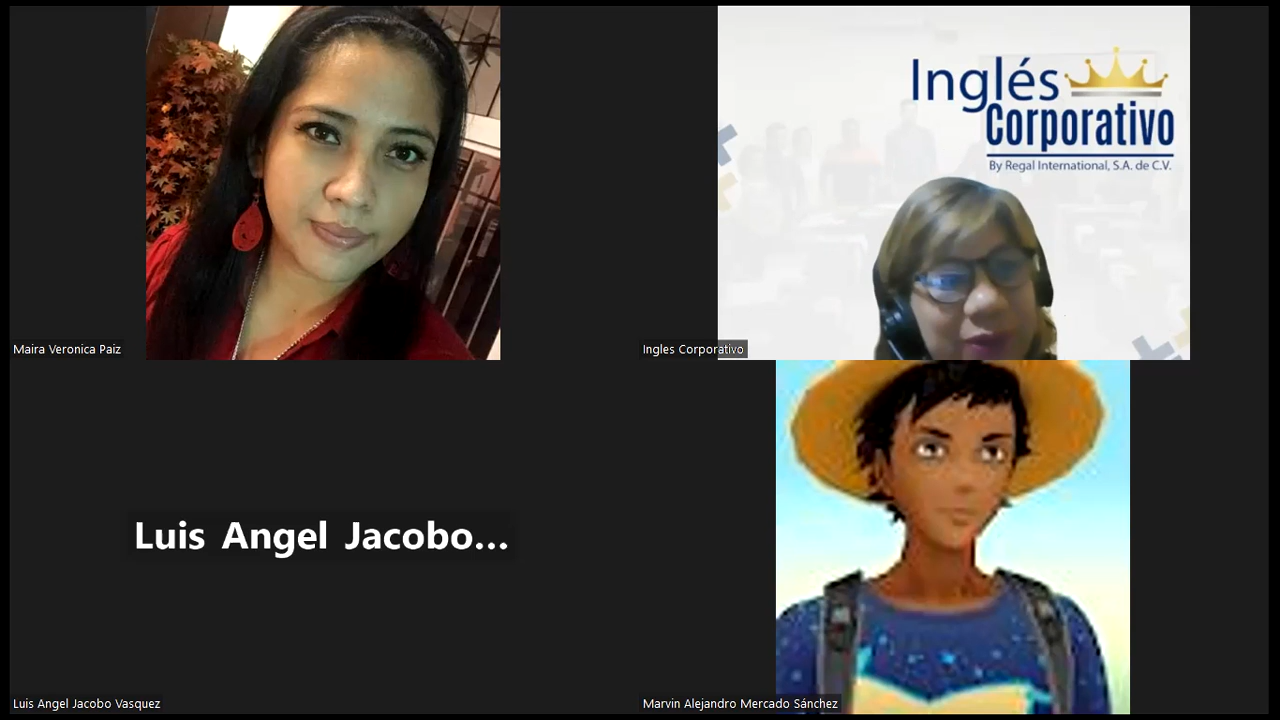 Inglés
Corporativo
By Regal International, S.A. de C.V.
Maira Veronica Paiz
Ingles Corporativo
Luis Angel Jacobo...
Luis Angel Jacobo Vasquez
Marvin Alejandro Mercado Sánchez